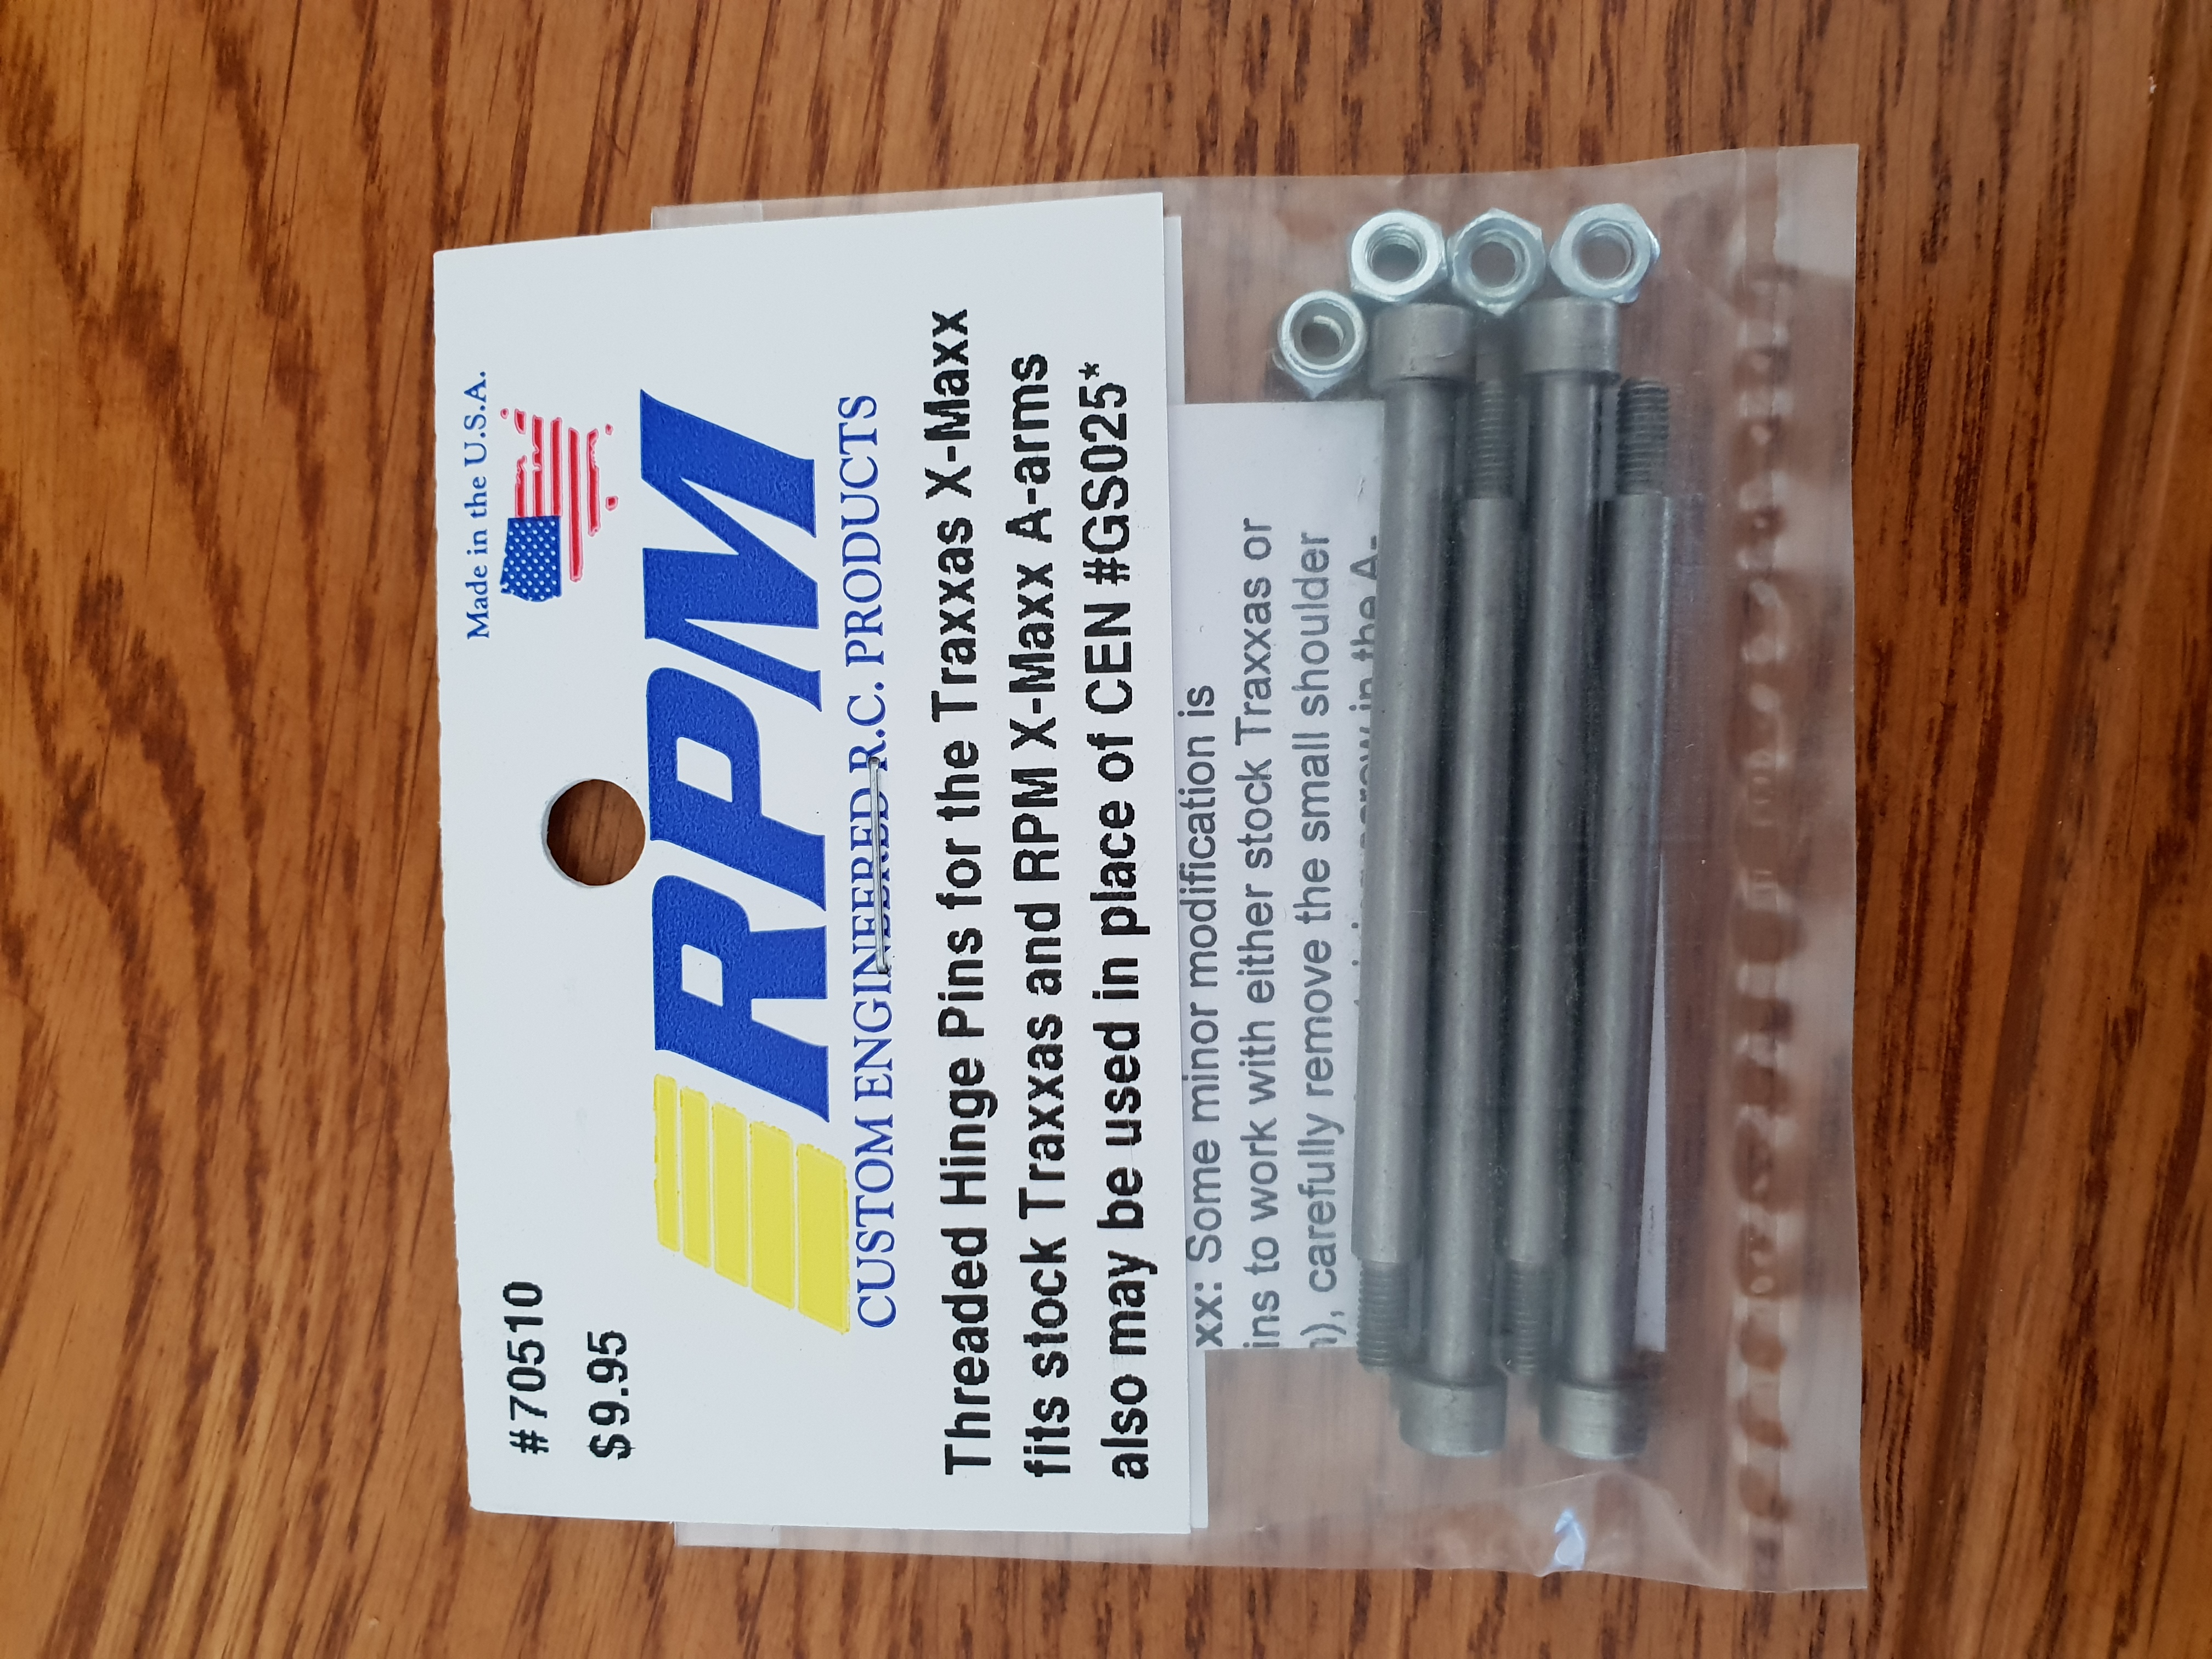 #70510
$9.95
Made in the U.S.A.
RPM
CUSTOM ENGINEERED R.C. PRODUCTS
Threaded Hinge Pins for the Traxxas X-Maxx
fits stock Traxxas and RPM X-Maxx A-arms
also may be used in place of CEN #GS025*
xx: Some minor modification is
ins to work with either stock Traxxas or
), carefully remove the small shoulder
in the A-